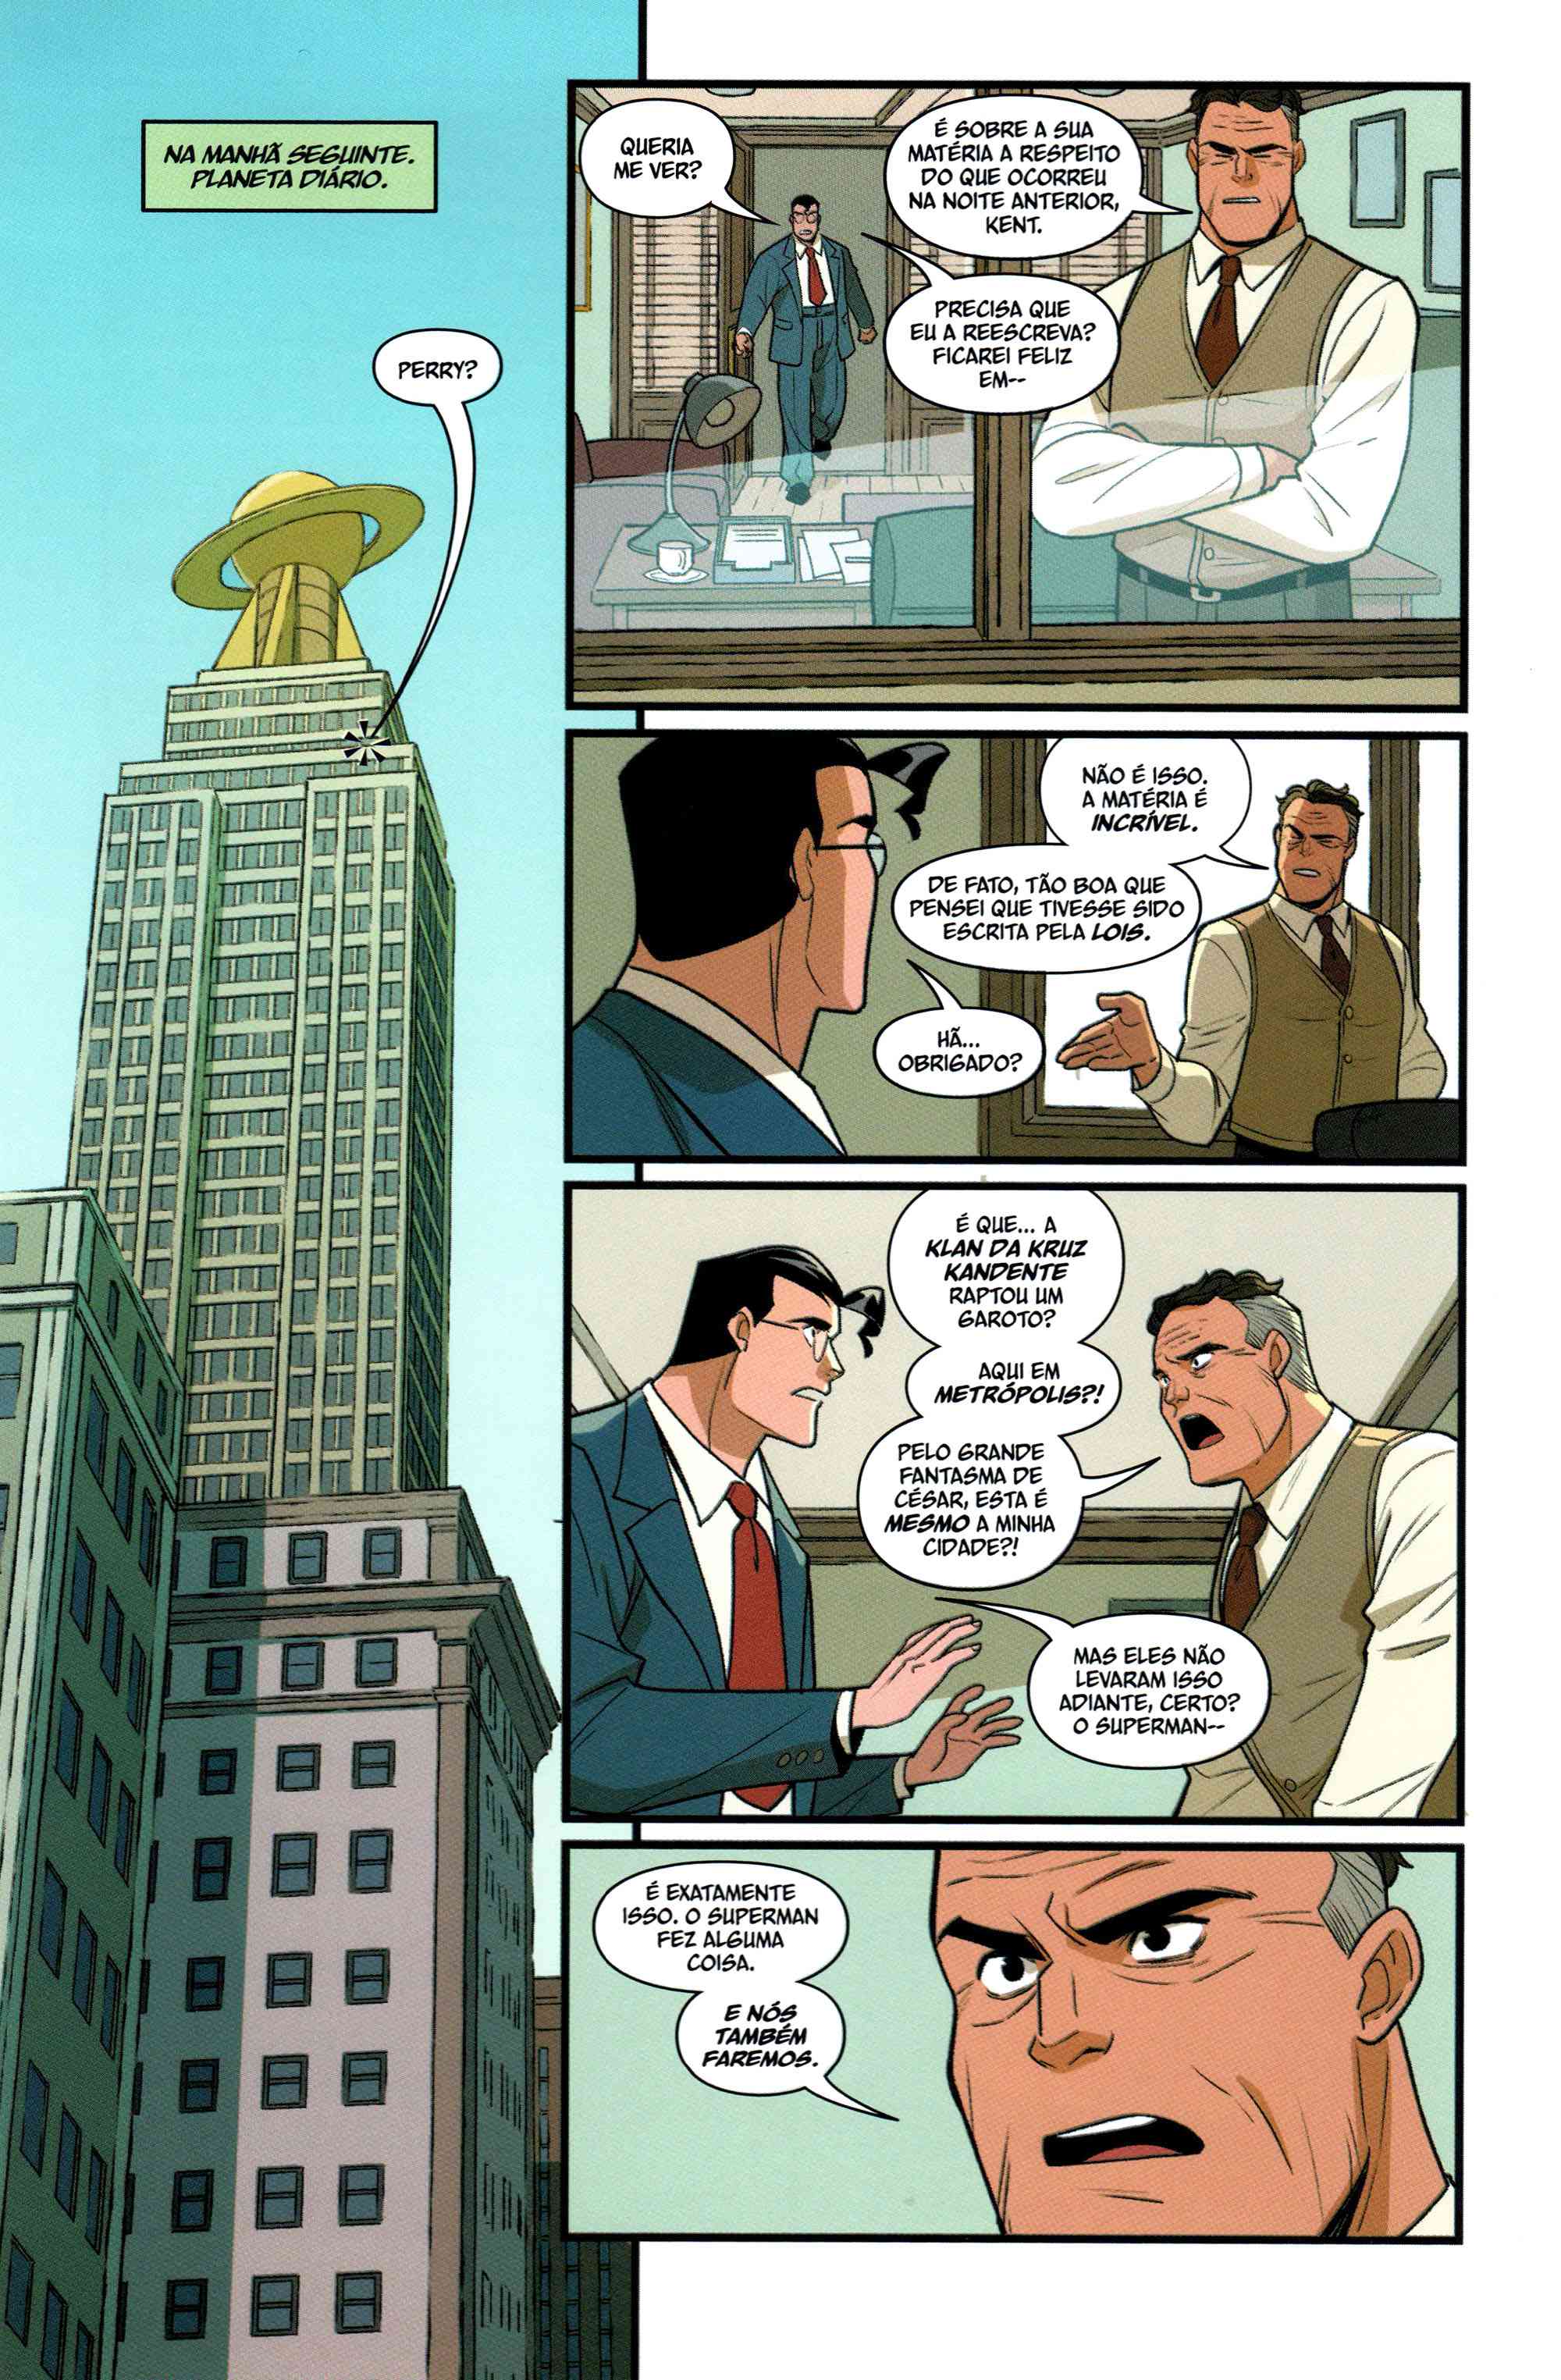 NA MANHÃ SEGUINTE.
PLANETA DIÁRIO.
PERRY?
QUERIA
ME VER?
É SOBRE A SUA
MATÉRIA A RESPEITO
DO QUE OCORREU
NA NOITE ANTERIOR,
KENT.
PRECISA QUE
EU A REESCREVA?
FICAREI FELIZ
EM--
NÃO É ISSO.
A MATÉRIA É
INCRÍVEL.
DE FATO, TÃO BOA QUE
PENSEI QUE TIVESSE SIDO
ESCRITA PELA LOIS.
HÃ...
OBRIGADO?
É QUE... A
KLAN DA KRUZ
KANDENTE
RAPTOU UM
GAROTO?
AQUI EM
METRÓPOLIS?!
PELO GRANDE
FANTASMA DE
CÉSAR, ESTA É
MESMO A MINHA
CIDADE?!
MAS ELES NÃO
LEVARAM ISSO
ADIANTE, CERTO?
O SUPERMAN--
É EXATAMENTE
ISSO. O SUPERMAN
FEZ ALGUMA
COISA.
E NÓS
TAMBÉM
FAREMOS.